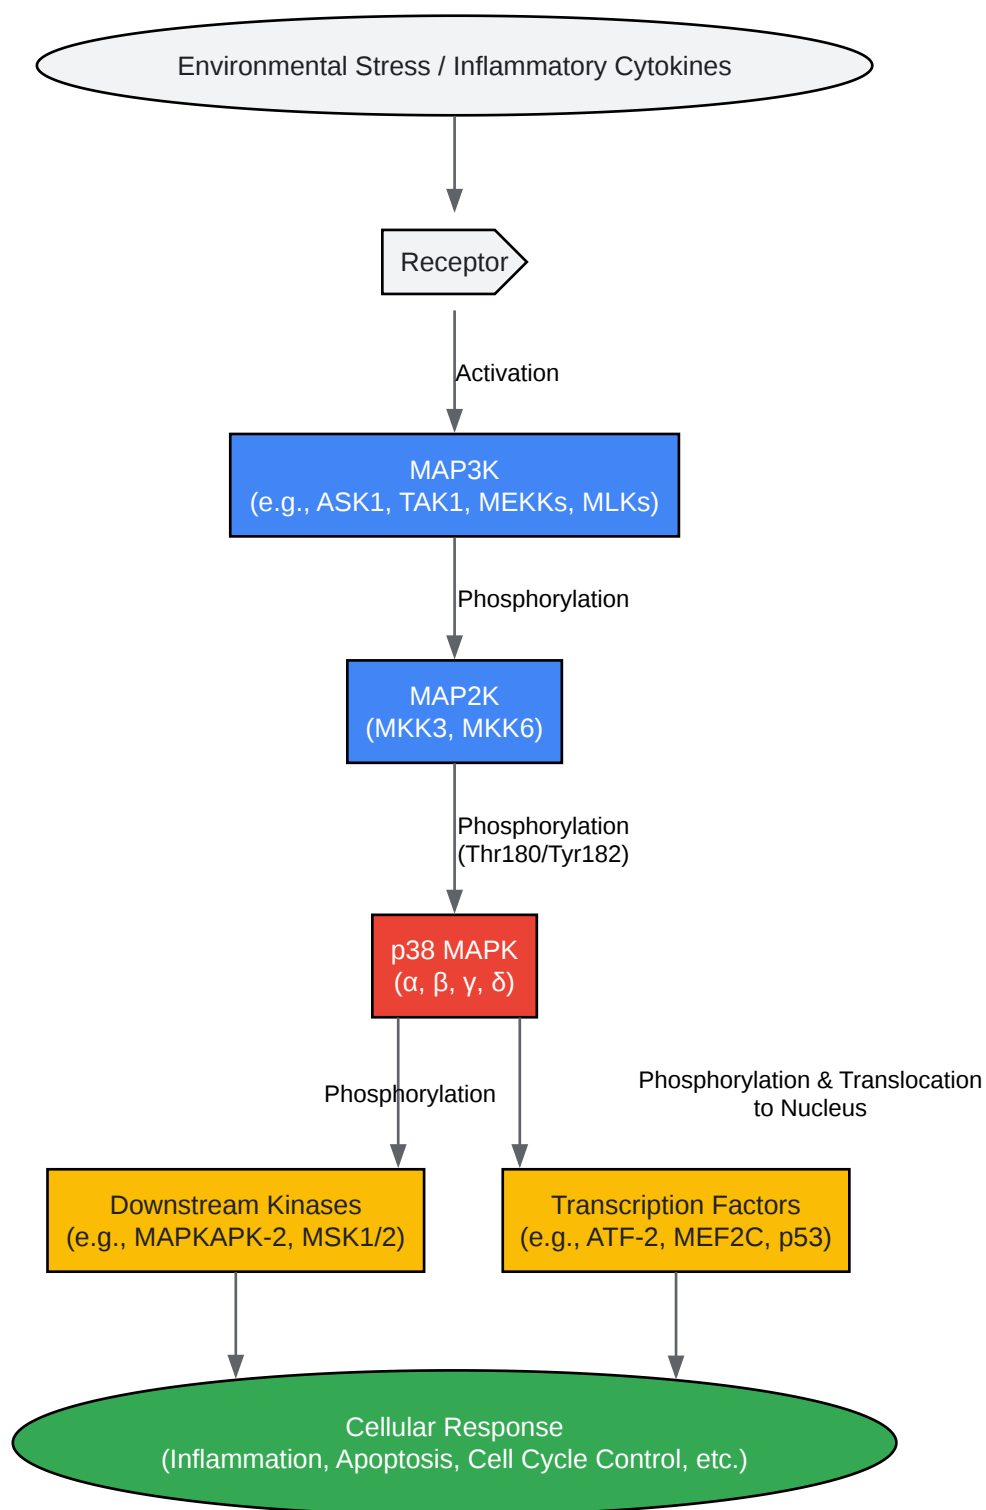 Environmental Stress / Inflammatory Cytokines
Receptor
Activation
MAP3K
(e.g., ASK1, TAK1, MEKKs, MLKs)
Phosphorylation
MAP2K
(MKK3, MKK6)
Phosphorylation
(Thr180/Tyr182)
p38 MAPK
(α, β, γ, δ)
Phosphorylation
Phosphorylation & Translocation
to Nucleus
Downstream Kinases
(e.g., MAPKAPK-2, MSK1/2)
Transcription Factors
(e.g., ATF-2, MEF2C, p53)
Cellular Response
(Inflammation, Apoptosis, Cell Cycle Control, etc.)